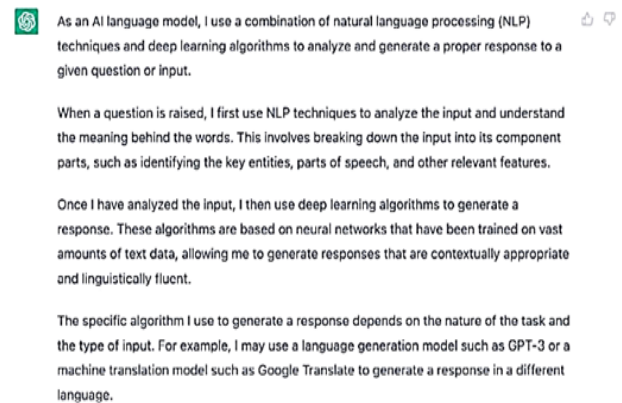 As an AI language model, I use a combination of natural language processing (NLP)
techniques and deep learning algorithms to analyze and generate a proper response to a
given question or input.
When a question is raised, I first use NLP techniques to analyze the input and understand
the meaning behind the words. This involves breaking down the input into its component
parts, such as identifying the key entities, parts of speech, and other relevant features.
Once I have analyzed the input, I then use deep learning algorithms to generate a
response. These algorithms are based on neural networks that have been trained on vast
amounts of text data, allowing me to generate responses that are contextually appropriate
and linguistically fluent.
The specific algorithm I use to generate a response depends on the nature of the task and
the type of input. For example, I may use a language generation model such as GPT-3 or a
machine translation model such as Google Translate to generate a response in a different
language.